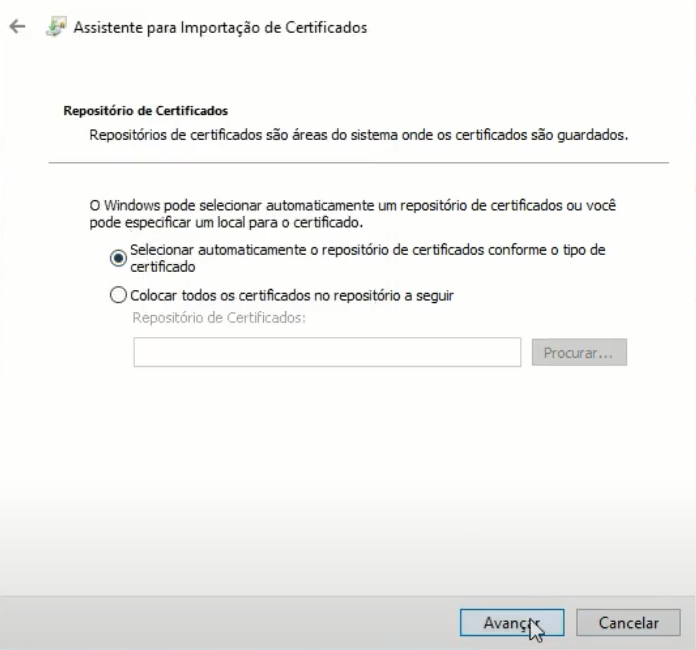 Assistente para Importação de Certificados
Repositório de Certificados
Repositórios de certificados são áreas do sistema onde os certificados são guardados.
O Windows pode selecionar automaticamente um repositório de certificados ou você
pode especificar um local para o certificado.
Selecionar automaticamente o repositório de certificados conforme o tipo de
certificado
Colocar todos os certificados no repositório a seguir
Repositório de Certificados:
Procurar...
Avançar
Cancelar